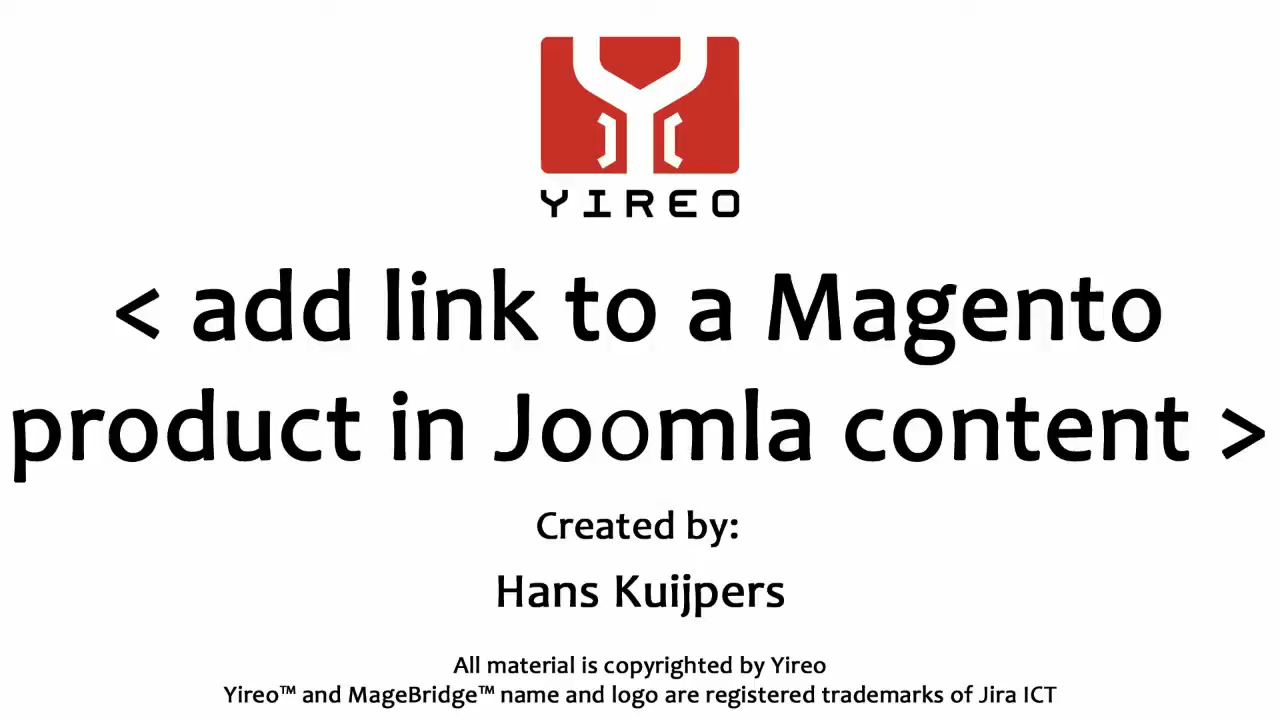 YIREO
< add link to a Magento
product in Joomla content >
Created by:
Hans Kuijpers
All material is copyrighted by Yireo
Yireo™ and MageBridge™ name and logo are registered trademarks of Jira ICT